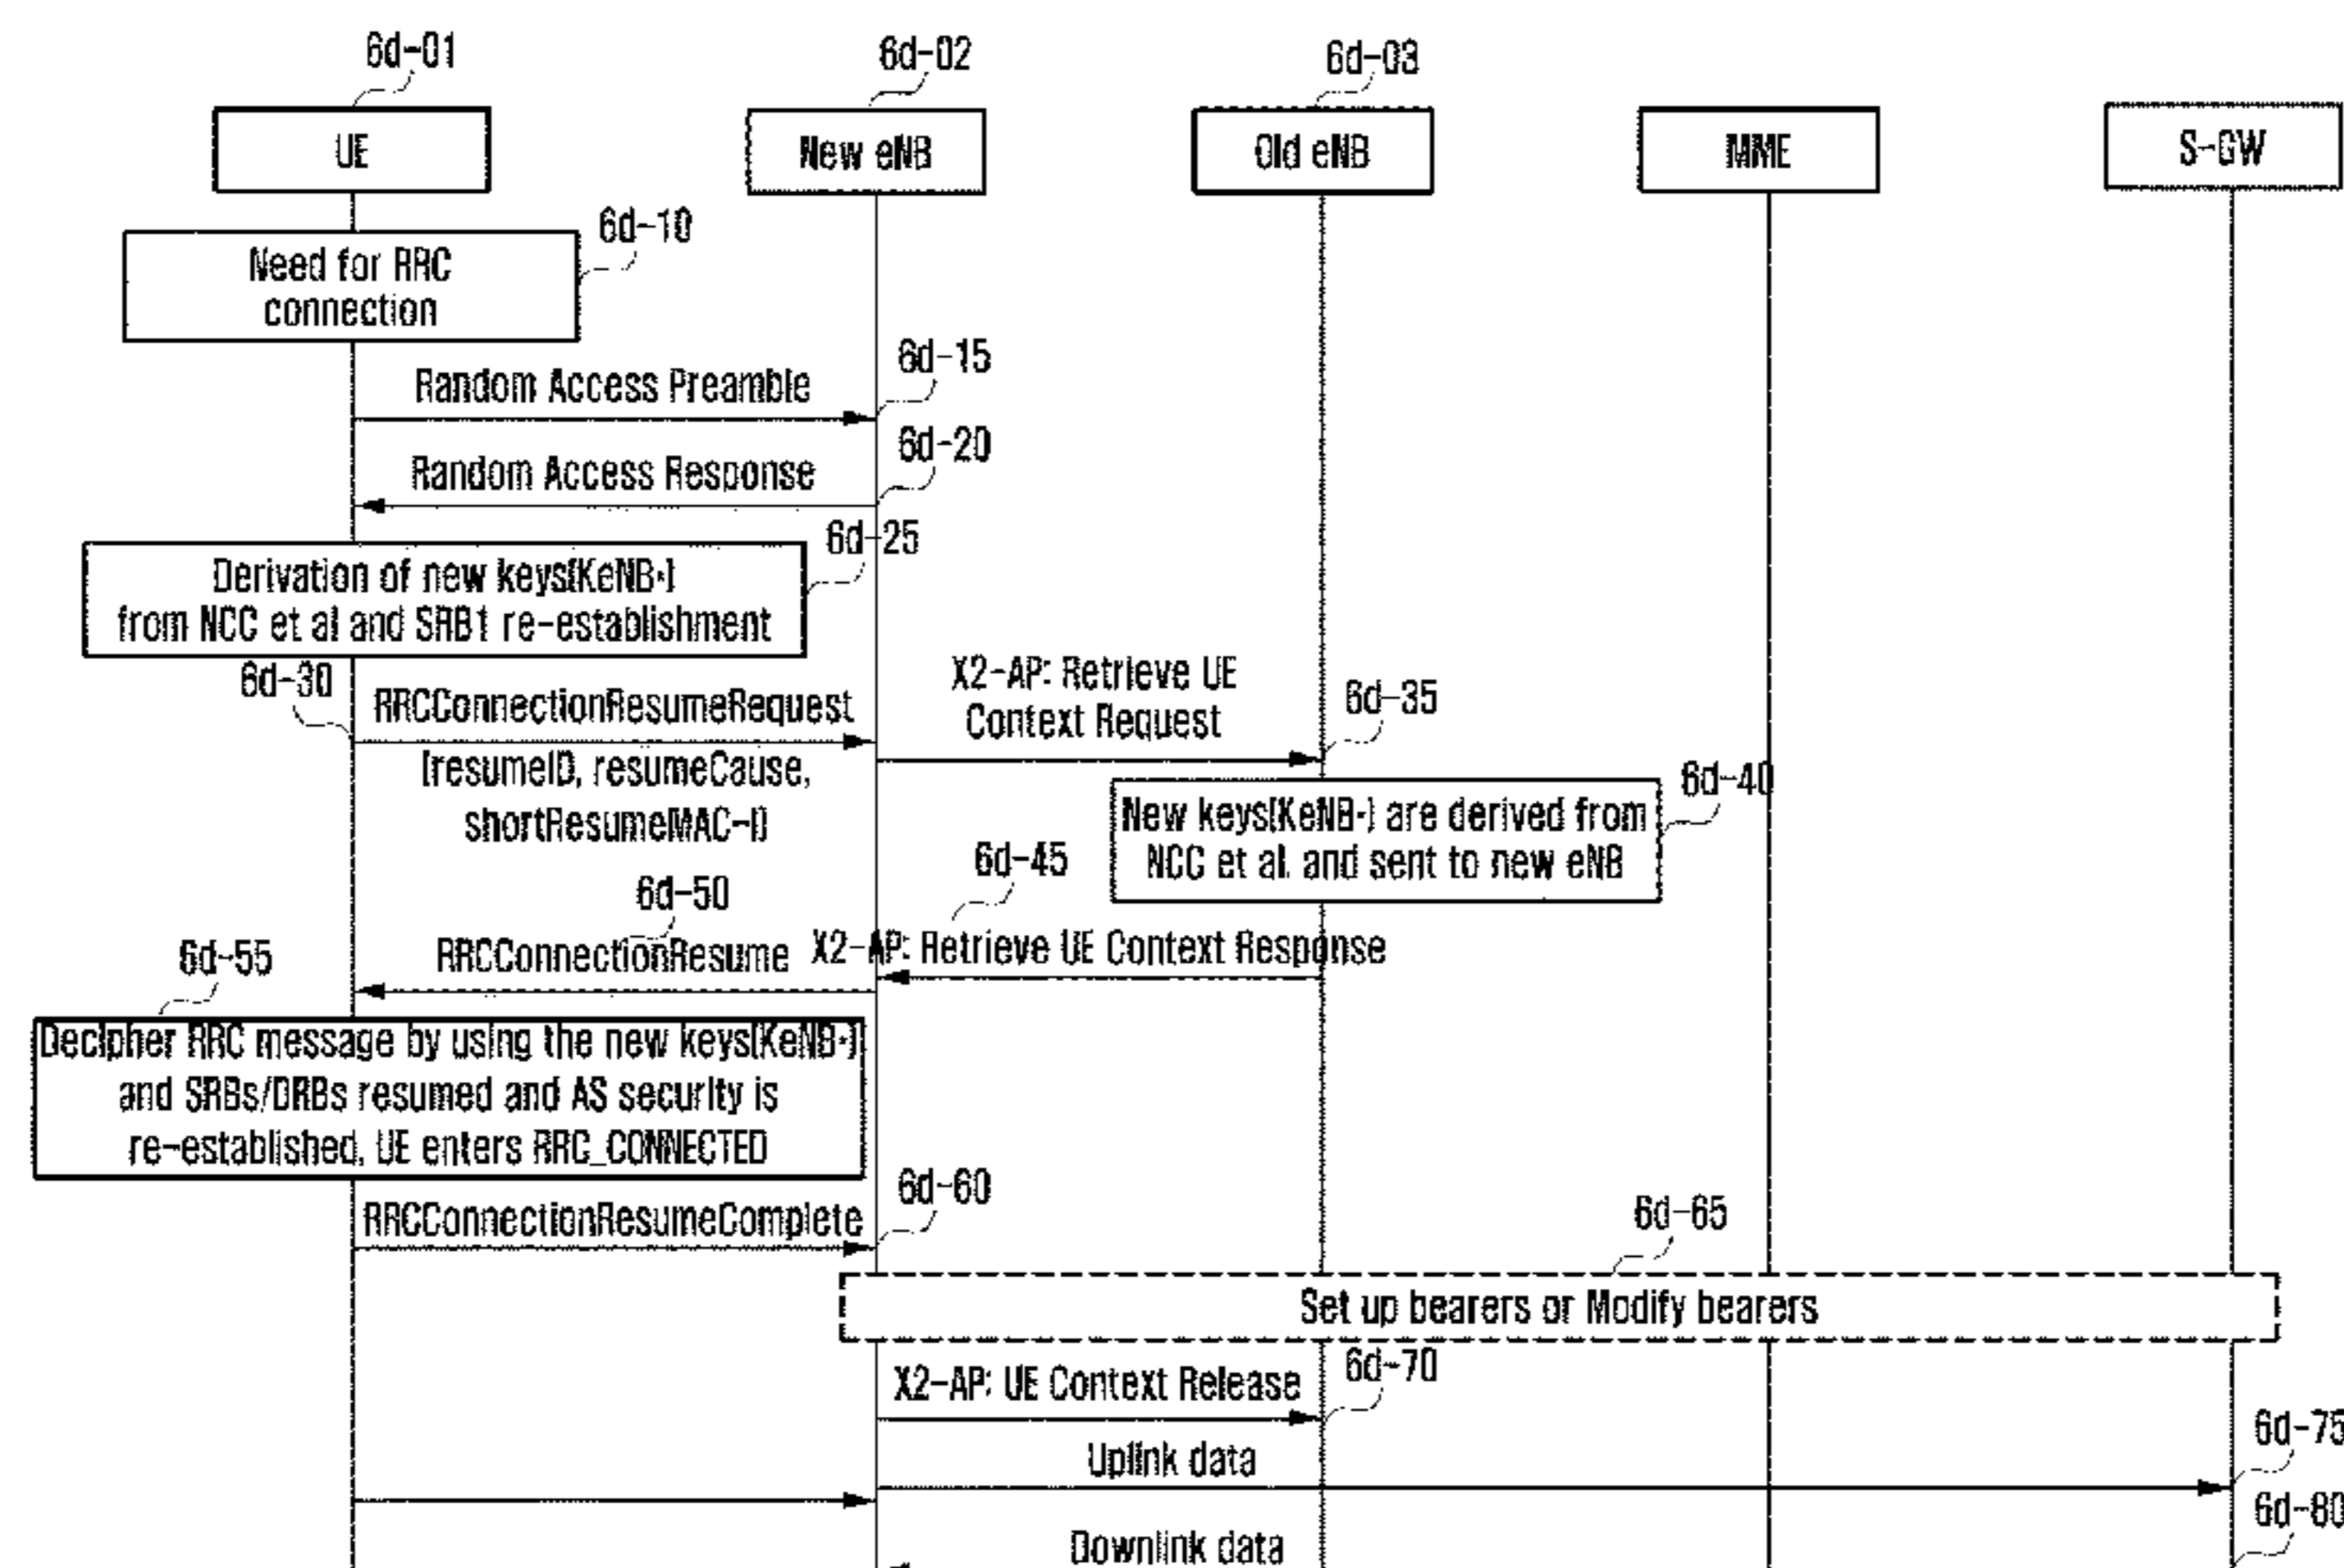 6d-01
6d-02
6d-03
UE
New eNB
Old eNB
MME
S-GW
6d-10
Need for RRC
connection
6d-15
Random Access Preamble
6d-20
Random Access Response
6d-25
Derivation of new keys(KeNB*)
from NCC et al and SRB1 re-establishment
6d-30
RRCConnectionResumeRequest
(resumeID, resumeCause,
shortResumeMAC-I)
X2-AP: Retrieve UE
Context Request
6d-35
6d-40
New keys(KeNB*) are derived from
NCC et al. and sent to new eNB
6d-45
X2-AP: Retrieve UE Context Response
6d-50
RRCConnectionResume
6d-55
Decipher RRC message by using the new keys(KeNB*)
and SRBs/DRBs resumed and AS security is
re-established, UE enters RRC_CONNECTED
6d-60
RRCConnectionResumeComplete
6d-65
Set up bearers or Modify bearers
6d-70
X2-AP: UE Context Release
6d-75
Uplink data
6d-80
Downlink data